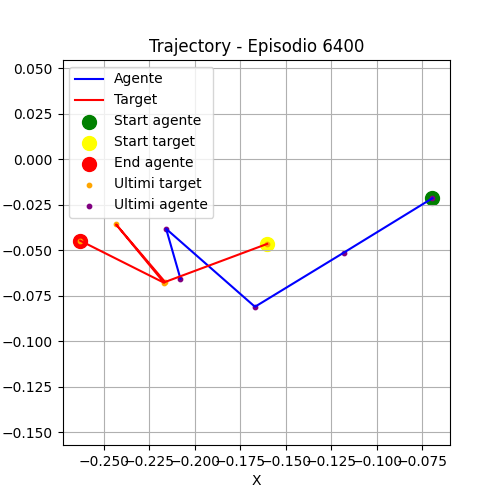 Trajectory - Episodio 6400
Agente
Target
Start agente
Start target
End agente
Ultimi target
Ultimi agente
0.050
0.025
0.000
−0.025
−0.050
−0.075
−0.100
−0.125
−0.150
−0.250 −0.225 −0.200 −0.175 −0.150 −0.125 −0.100 −0.075
X